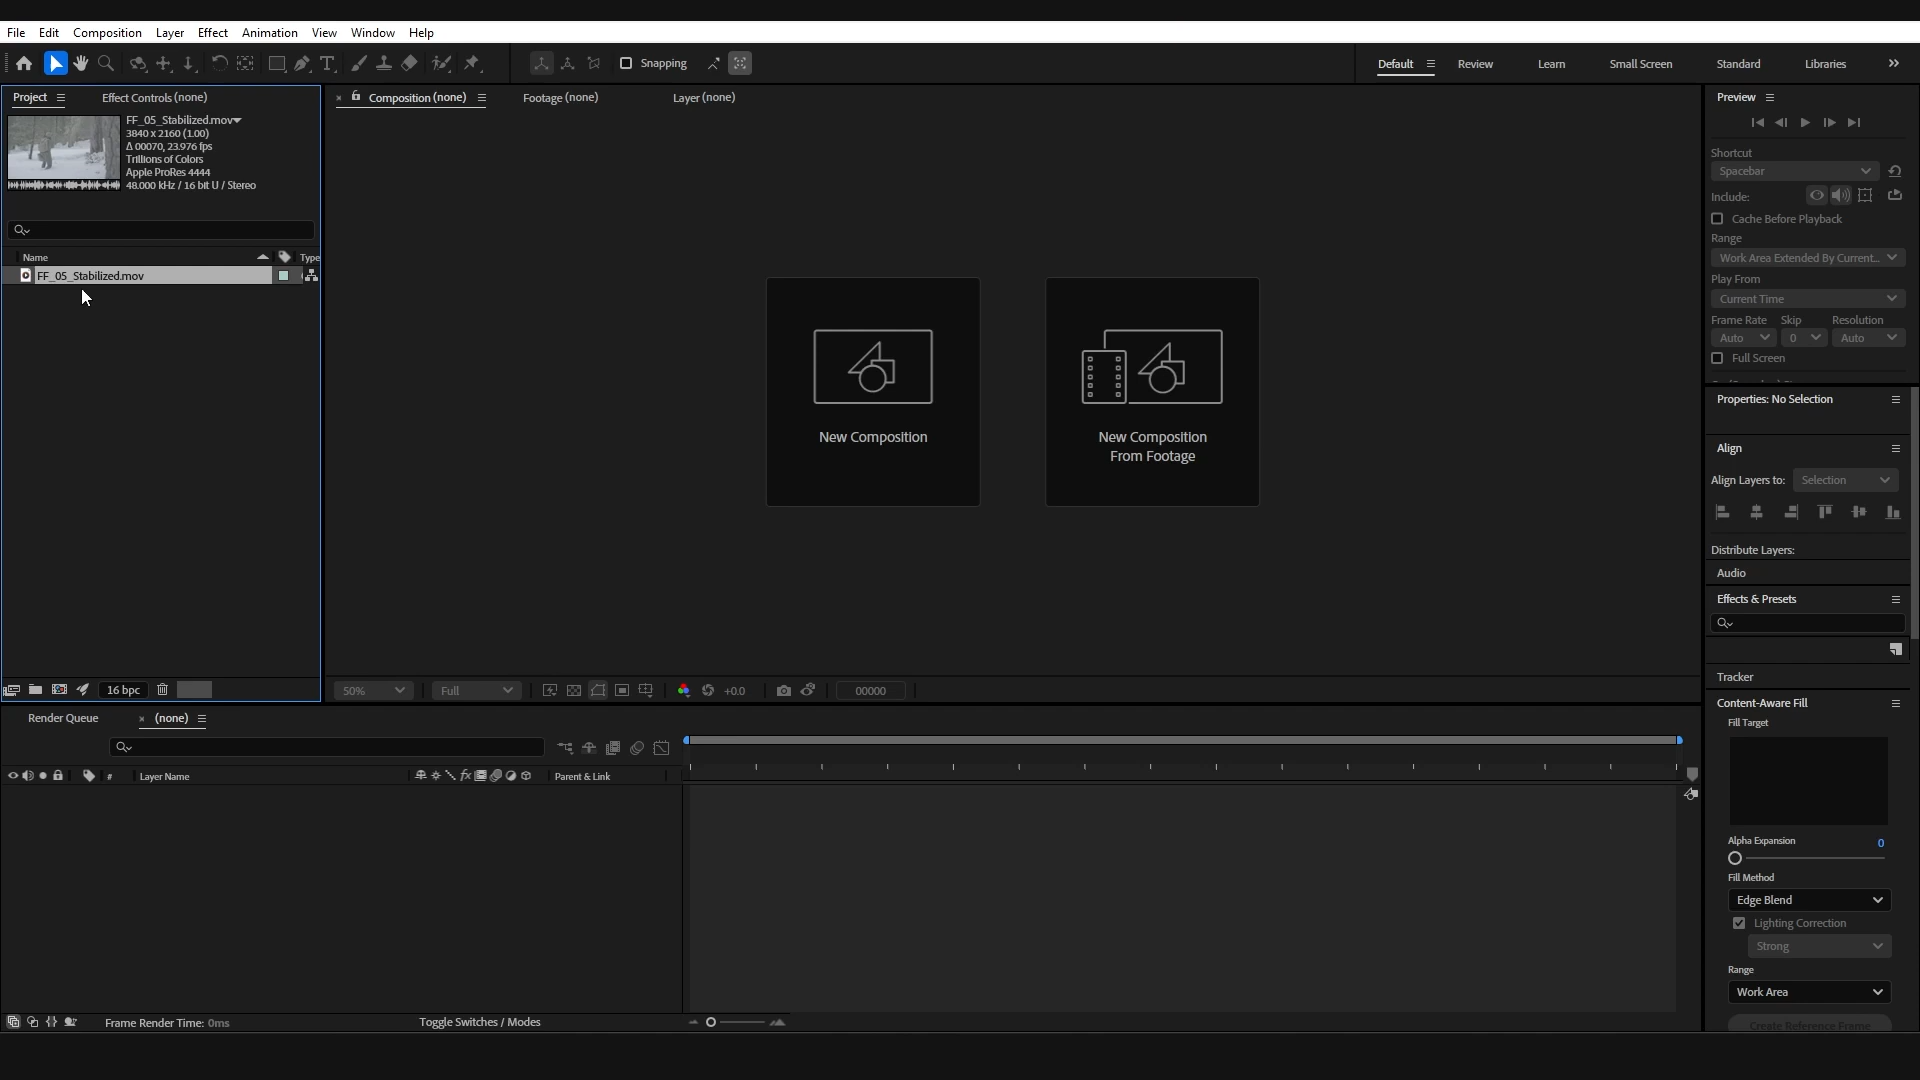 File Edit Composition Layer Effect Animation View Window Help
Snapping
Default Review Learn Small Screen Standard Libraries
Project Effect Controls (none)
FF_05_Stabilized.mov
3840 x 2160 (1.00)
Δ 00070, 23.976 fps
Trillions of Colors
Apple ProRes 4444
48.000 kHz / 16 bit U / Stereo
Name Type
FF_05_Stabilized.mov
16 bpc
Composition (none) Footage (none) Layer (none)
New Composition
New Composition
From Footage
50% Full +0.0 00000
Preview
Shortcut
Spacebar
Include:
Cache Before Playback
Range
Work Area Extended By Current...
Play From
Current Time
Frame Rate Skip Resolution
Auto 0 Auto
Full Screen
Properties: No Selection
Align
Align Layers to: Selection
Distribute Layers:
Audio
Effects & Presets
Tracker
Content-Aware Fill
Fill Target
Alpha Expansion 0
Fill Method
Edge Blend
Lighting Correction
Strong
Range
Work Area
Create Reference Frame
Render Queue (none)
# Layer Name fx Parent & Link
Frame Render Time: 0ms Toggle Switches / Modes